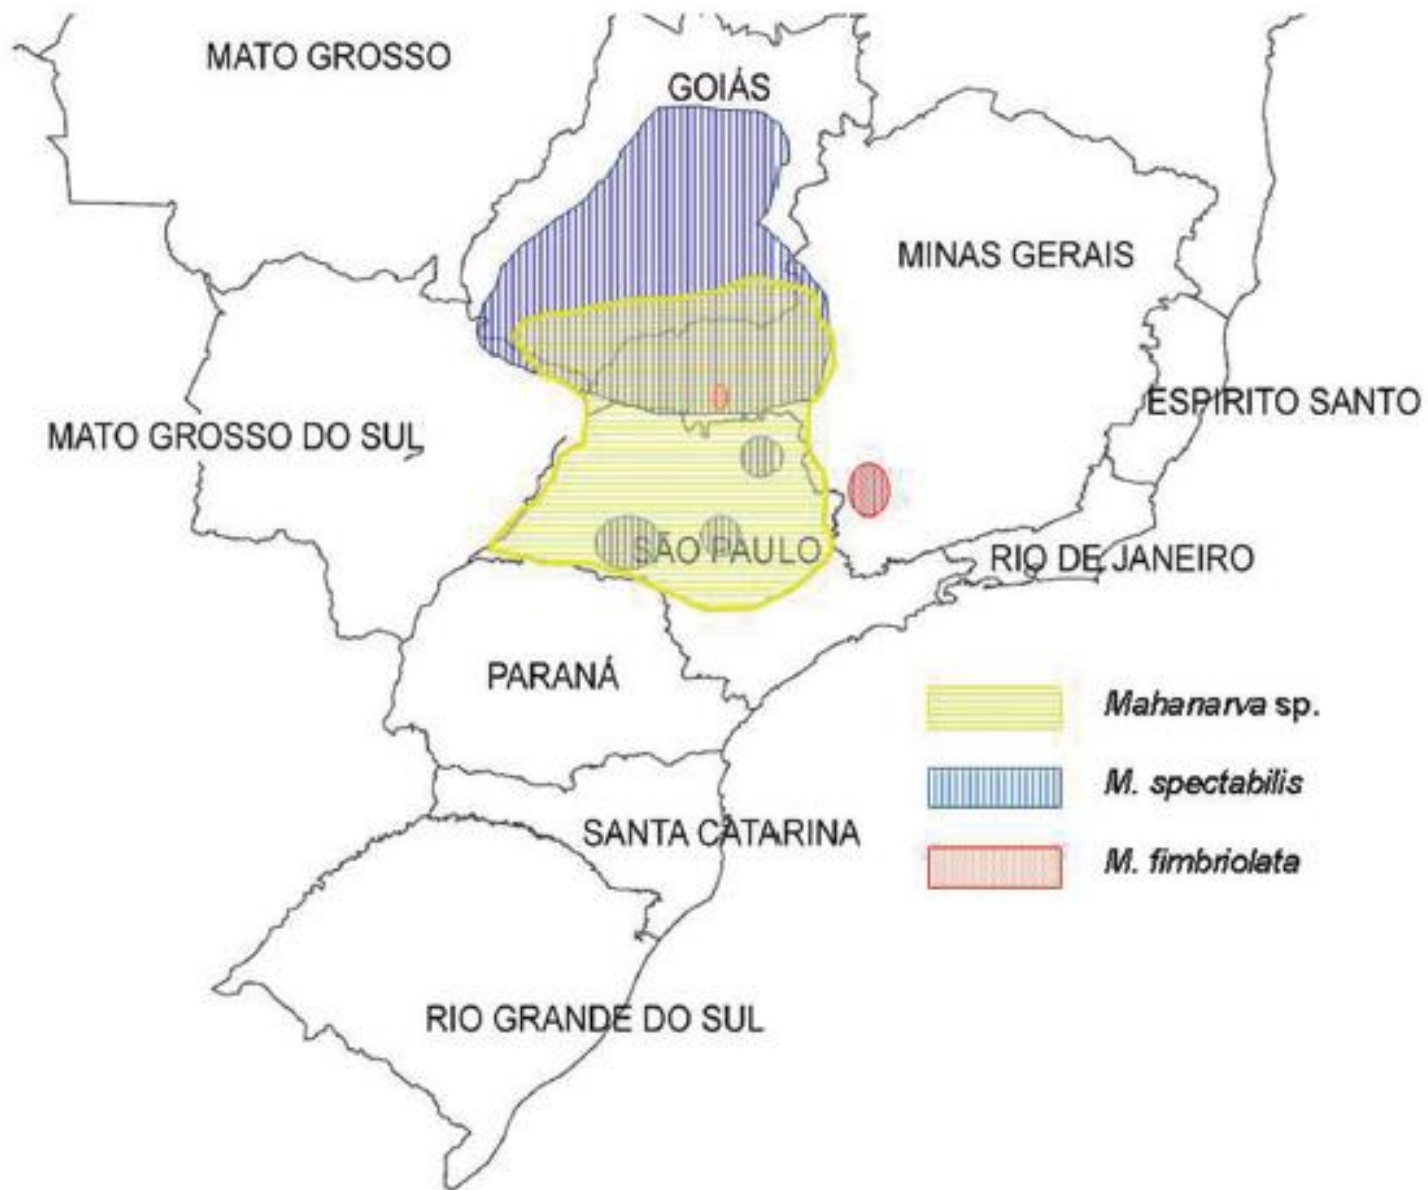 MATO GROSSO
GOIÁS
MINAS GERAIS
ESPIRITO SANTO
MATO GROSSO DO SUL
SÃO PAULO
RIO DE JANEIRO
PARANÁ
Mahanarva sp.
M. spectabilis
SANTA CATARINA
M. fimbriolata
RIO GRANDE DO SUL